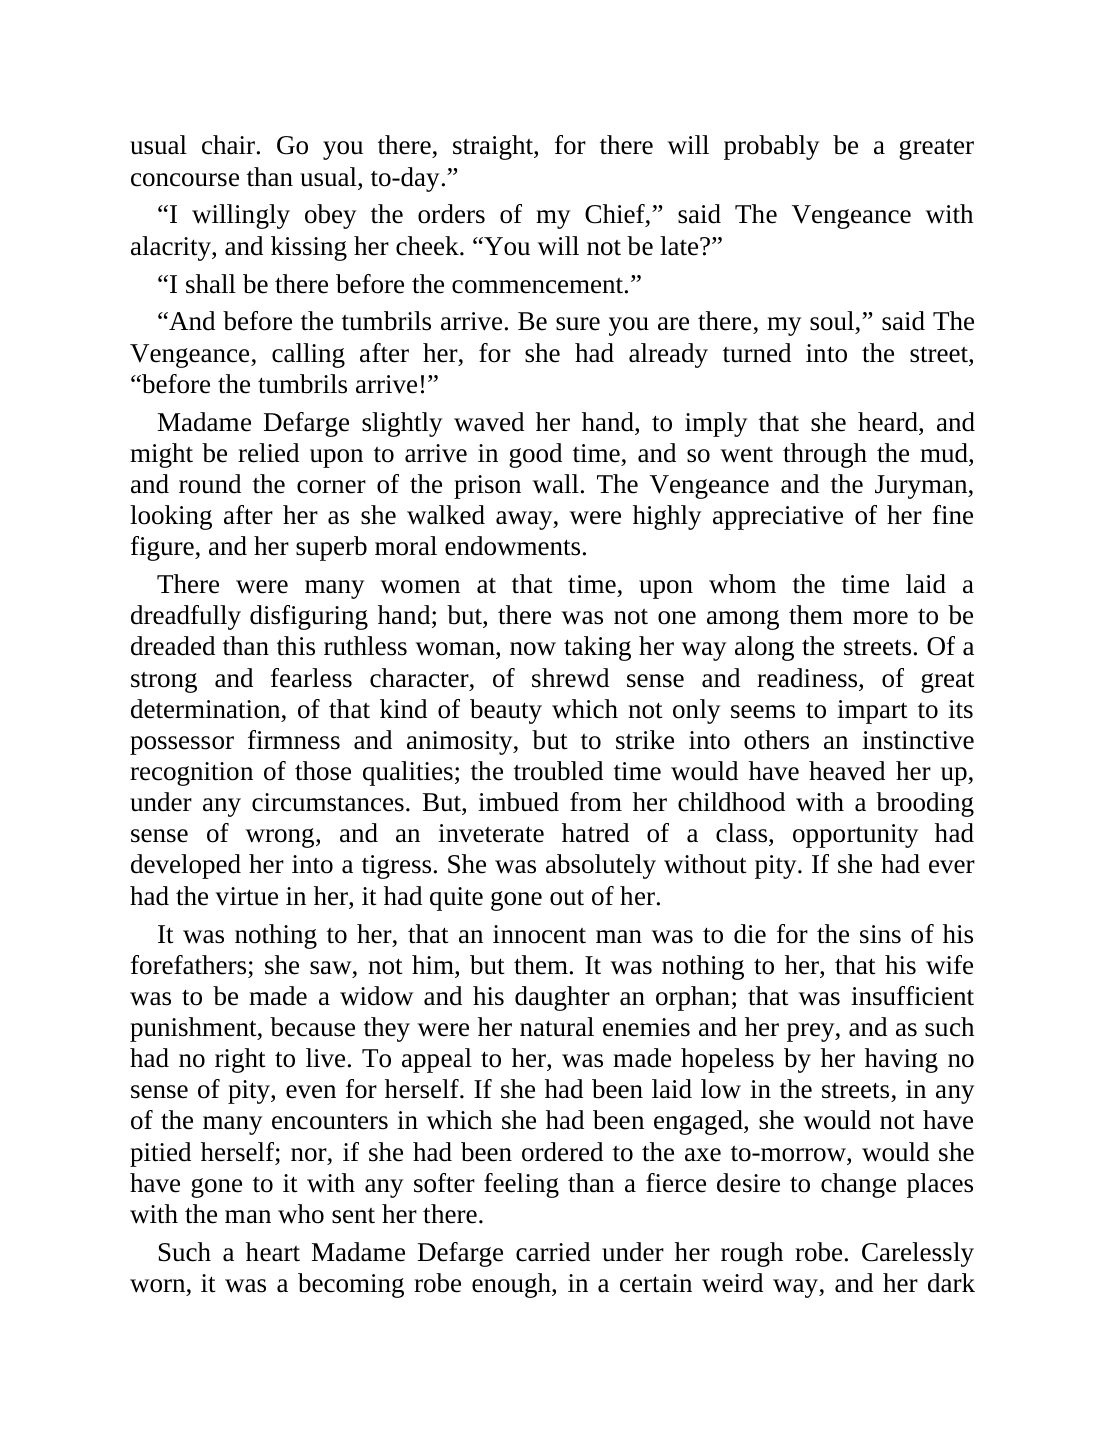 usual chair. Go you there, straight, for there will probably be a greater
concourse than usual, to-day.”
“I willingly obey the orders of my Chief,” said The Vengeance with
alacrity, and kissing her cheek. “You will not be late?”
“I shall be there before the commencement.”
“And before the tumbrils arrive. Be sure you are there, my soul,” said The
Vengeance, calling after her, for she had already turned into the street,
“before the tumbrils arrive!”
Madame Defarge slightly waved her hand, to imply that she heard, and
might be relied upon to arrive in good time, and so went through the mud,
and round the corner of the prison wall. The Vengeance and the Juryman,
looking after her as she walked away, were highly appreciative of her fine
figure, and her superb moral endowments.
There were many women at that time, upon whom the time laid a
dreadfully disfiguring hand; but, there was not one among them more to be
dreaded than this ruthless woman, now taking her way along the streets. Of a
strong and fearless character, of shrewd sense and readiness, of great
determination, of that kind of beauty which not only seems to impart to its
possessor firmness and animosity, but to strike into others an instinctive
recognition of those qualities; the troubled time would have heaved her up,
under any circumstances. But, imbued from her childhood with a brooding
sense of wrong, and an inveterate hatred of a class, opportunity had
developed her into a tigress. She was absolutely without pity. If she had ever
had the virtue in her, it had quite gone out of her.
It was nothing to her, that an innocent man was to die for the sins of his
forefathers; she saw, not him, but them. It was nothing to her, that his wife
was to be made a widow and his daughter an orphan; that was insufficient
punishment, because they were her natural enemies and her prey, and as such
had no right to live. To appeal to her, was made hopeless by her having no
sense of pity, even for herself. If she had been laid low in the streets, in any
of the many encounters in which she had been engaged, she would not have
pitied herself; nor, if she had been ordered to the axe to-morrow, would she
have gone to it with any softer feeling than a fierce desire to change places
with the man who sent her there.
Such a heart Madame Defarge carried under her rough robe. Carelessly
worn, it was a becoming robe enough, in a certain weird way, and her dark